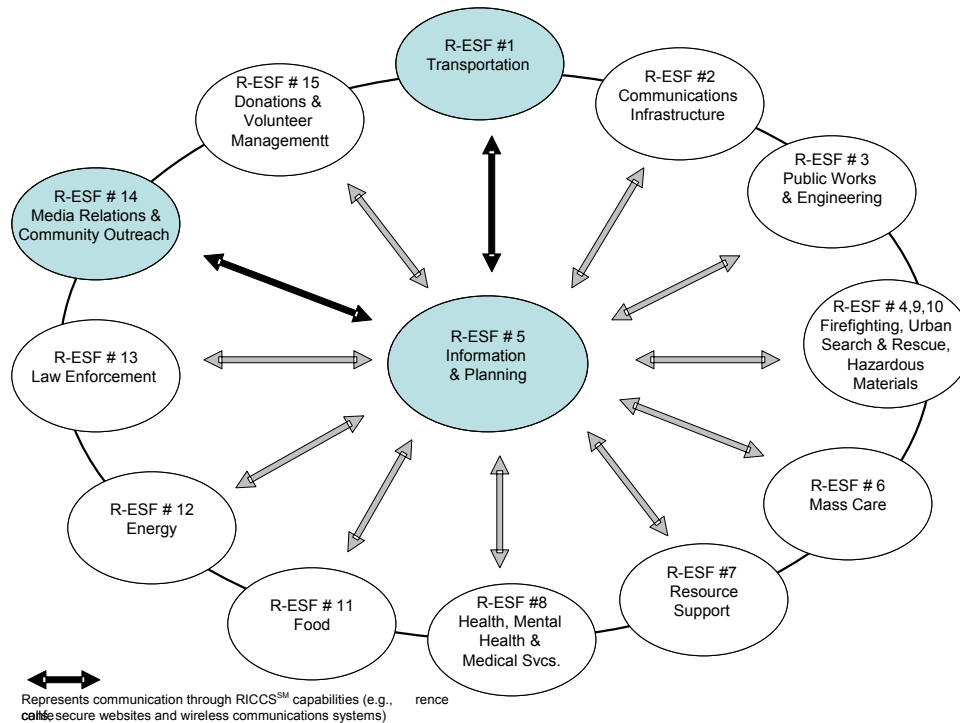 R-ESF #1
Transportation
R-ESF #2
Communications
Infrastructure
R-ESF # 3
Public Works
& Engineering
R-ESF # 4,9,10
Firefighting, Urban
Search & Rescue,
Hazardous
Materials
R-ESF # 6
Mass Care
R-ESF #7
Resource
Support
R-ESF #8
Health, Mental
Health &
Medical Svcs.
R-ESF # 11
Food
R-ESF # 12
Energy
R-ESF # 13
Law Enforcement
R-ESF # 14
Media Relations &
Community Outreach
R-ESF # 15
Donations &
Volunteer
Managementt
R-ESF # 5
Information
& Planning
Represents communication through RICCS℠ capabilities (e.g., rence
secure websites and wireless communications systems)